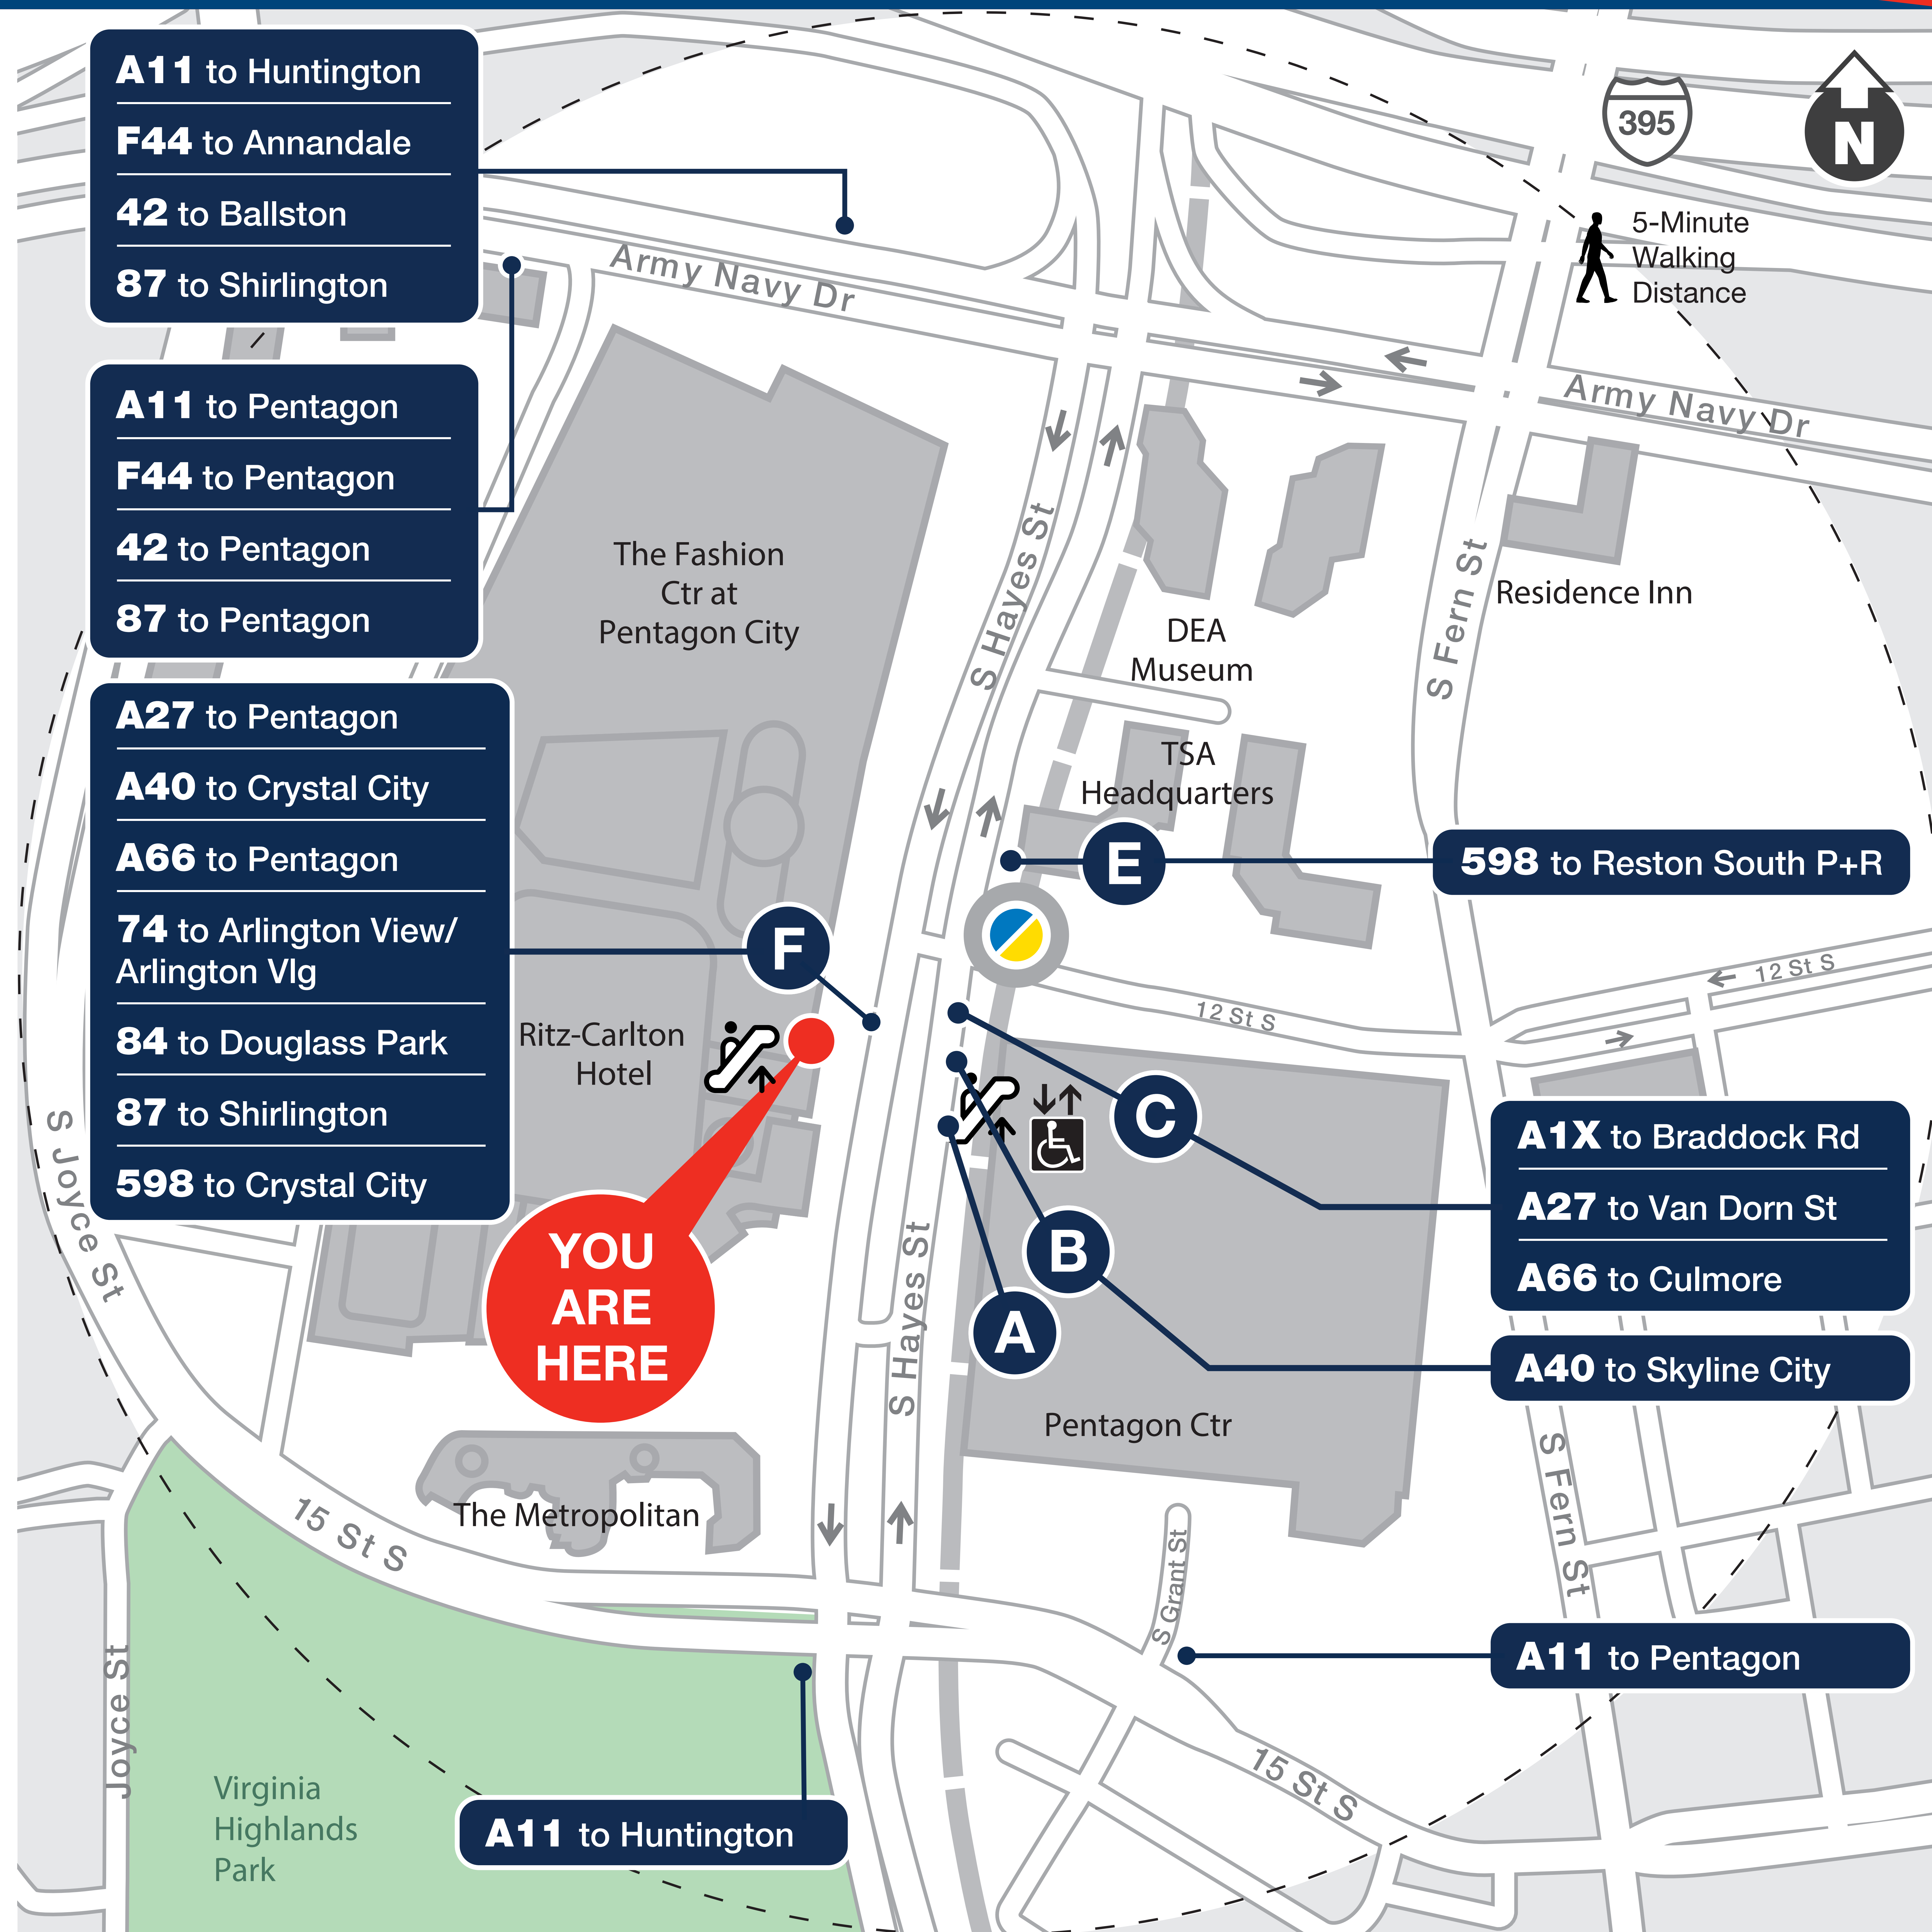 A11 to Huntington
F44 to Annandale
42 to Ballston
87 to Shirlington
395
N
5-Minute
Walking
Distance
Army Navy Dr
Army Navy Dr
A11 to Pentagon
F44 to Pentagon
42 to Pentagon
87 to Pentagon
The Fashion
Ctr at
Pentagon City
S Hayes St
DEA
Museum
S Fern St
Residence Inn
TSA
Headquarters
A27 to Pentagon
A40 to Crystal City
A66 to Pentagon
74 to Arlington View/
Arlington Vlg
84 to Douglass Park
87 to Shirlington
598 to Crystal City
E
598 to Reston South P+R
F
12 St S
12 St S
Ritz-Carlton
Hotel
C
A1X to Braddock Rd
A27 to Van Dorn St
A66 to Culmore
S Joyce St
YOU
ARE
HERE
B
A
S Hayes St
A40 to Skyline City
Pentagon Ctr
The Metropolitan
15 St S
S Grant St
S Fern St
A11 to Pentagon
Joyce St
Virginia
Highlands
Park
A11 to Huntington
15 St S